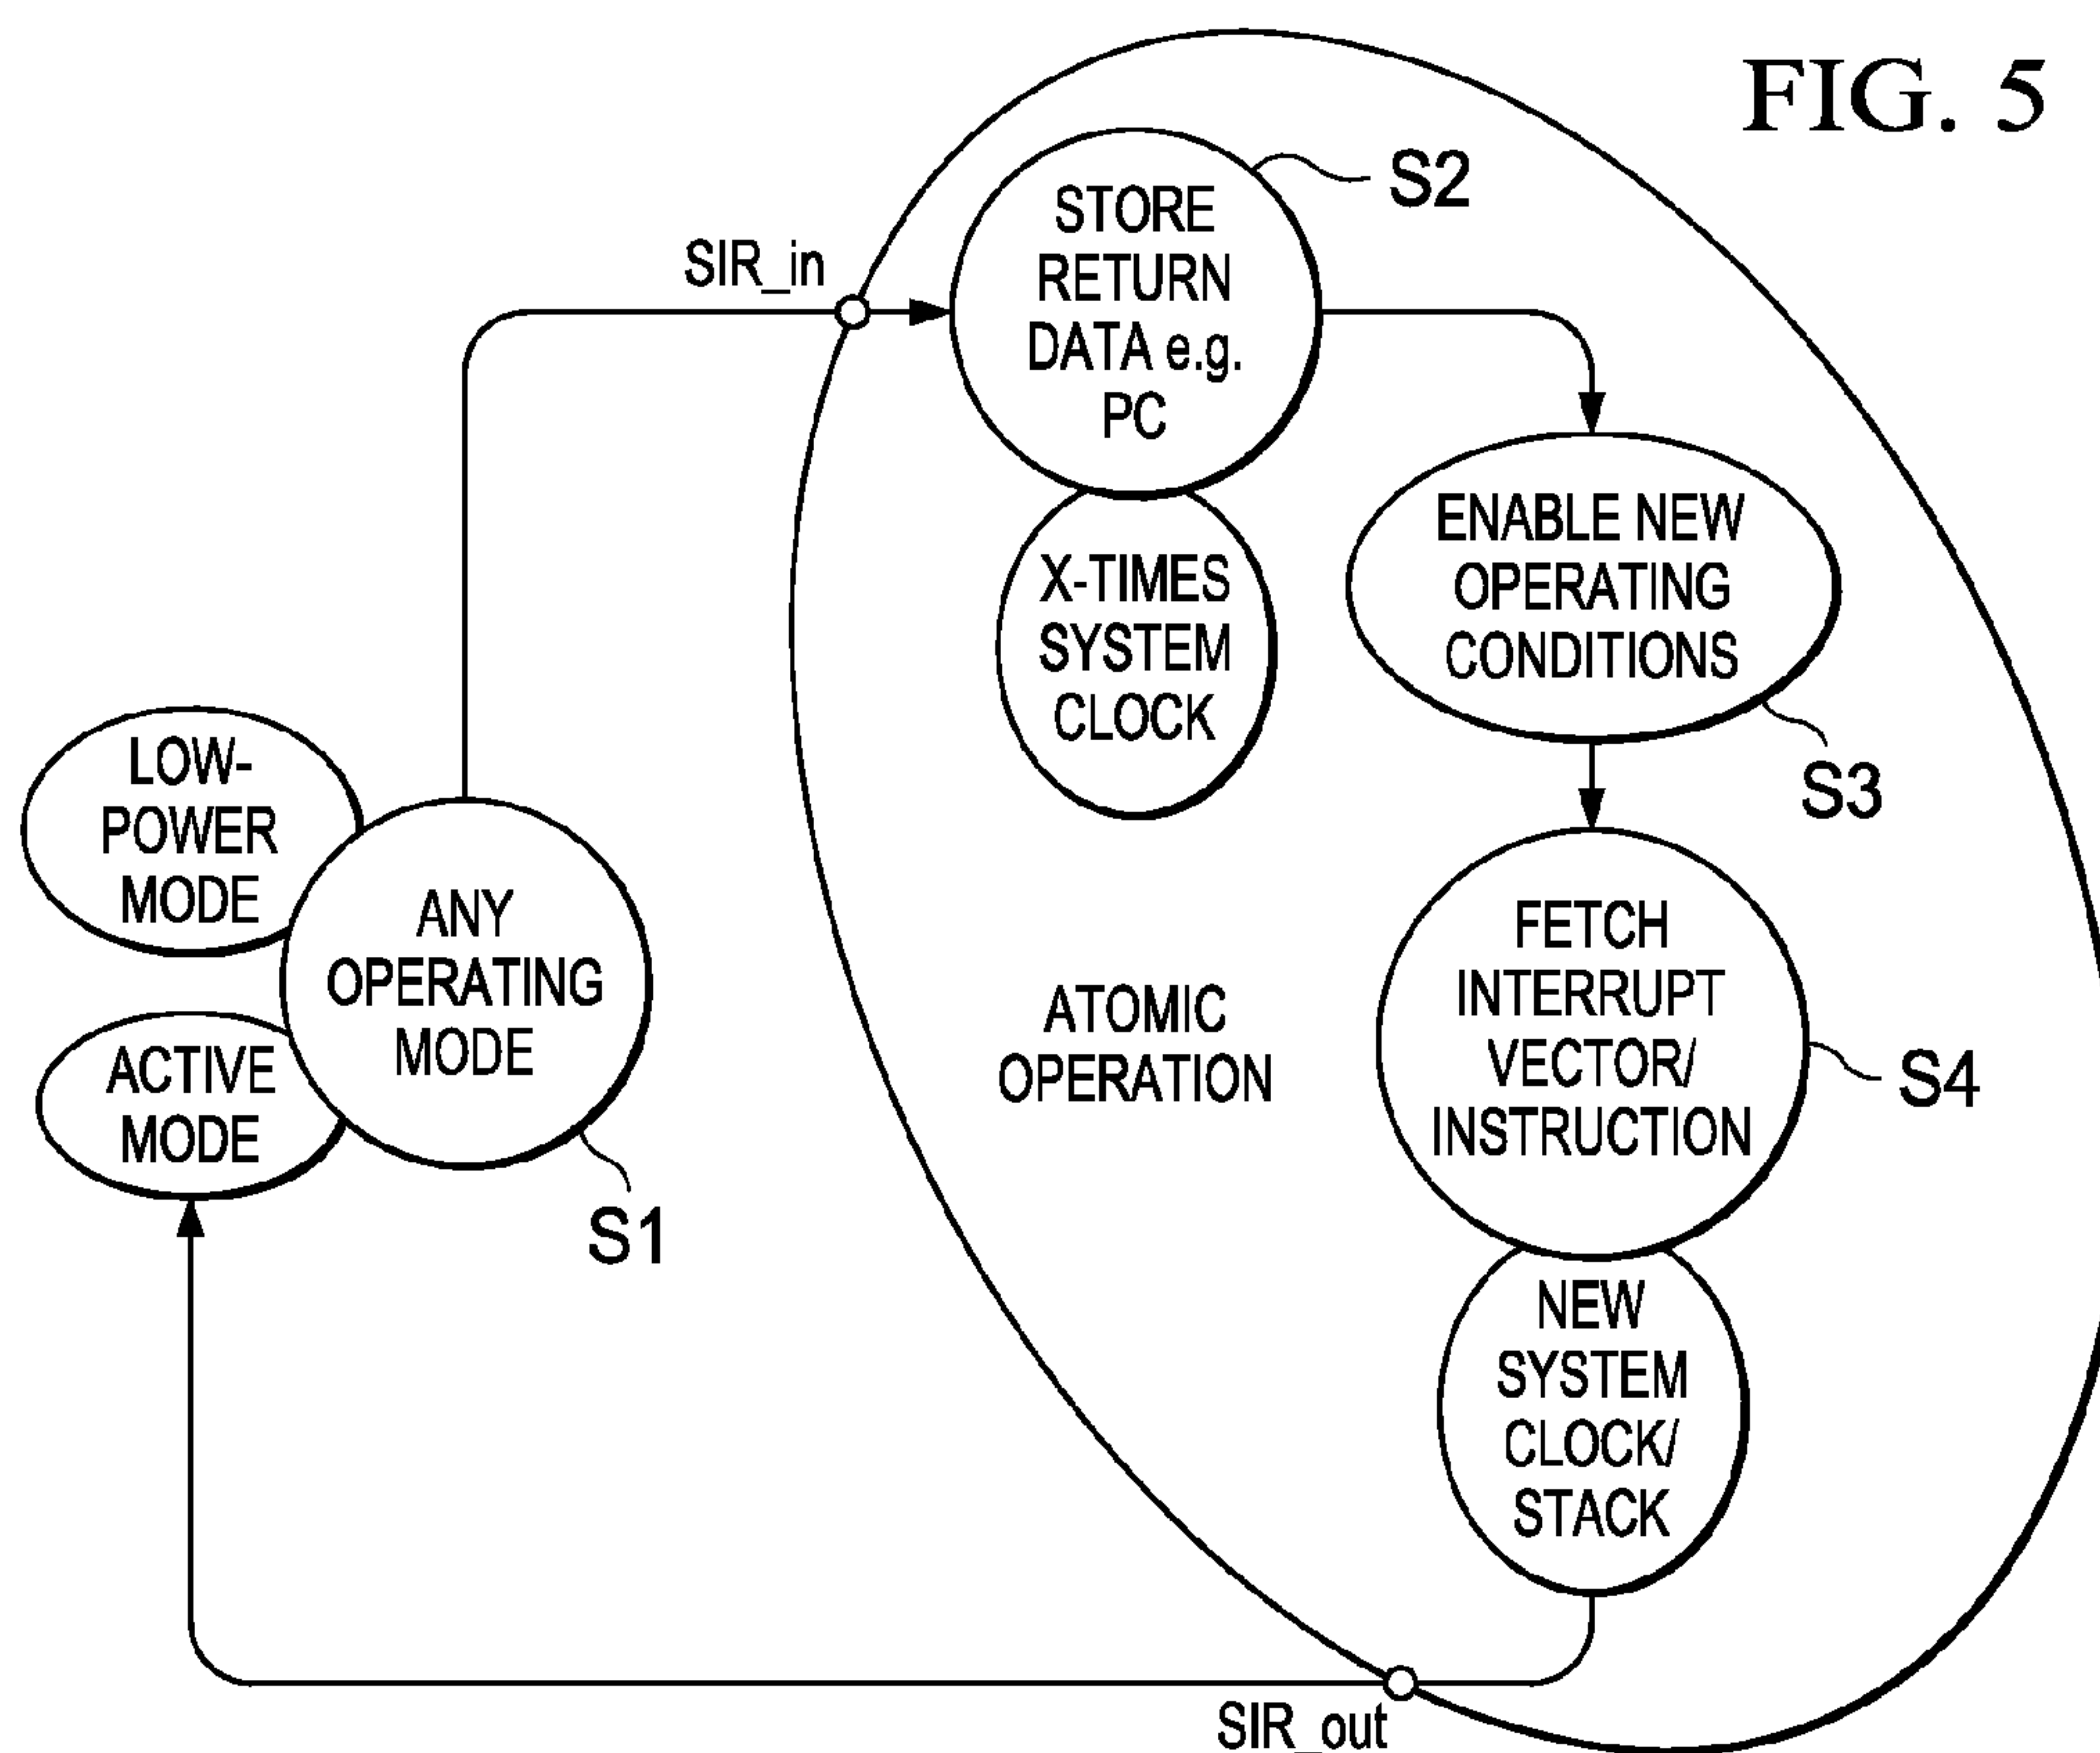 FIG. 5
S2
STORE
RETURN
DATA e.g.
PC
SIR_in
X-TIMES
SYSTEM
CLOCK
ENABLE NEW
OPERATING
CONDITIONS
S3
LOW-
POWER
MODE
ANY
OPERATING
MODE
ACTIVE
MODE
S1
ATOMIC
OPERATION
FETCH
INTERRUPT
VECTOR/
INSTRUCTION
S4
NEW
SYSTEM
CLOCK/
STACK
SIR_out